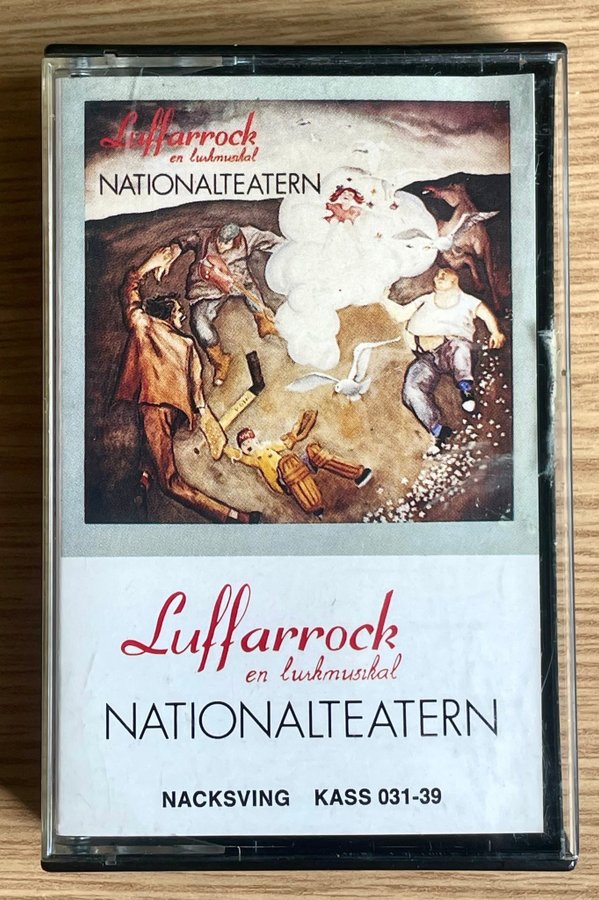 Luffarrock
en lurkmusikal
NATIONALTEATERN
Luffarrock
en lurkmusikal
NATIONALTEATERN
NACKSVING KASS 031-39